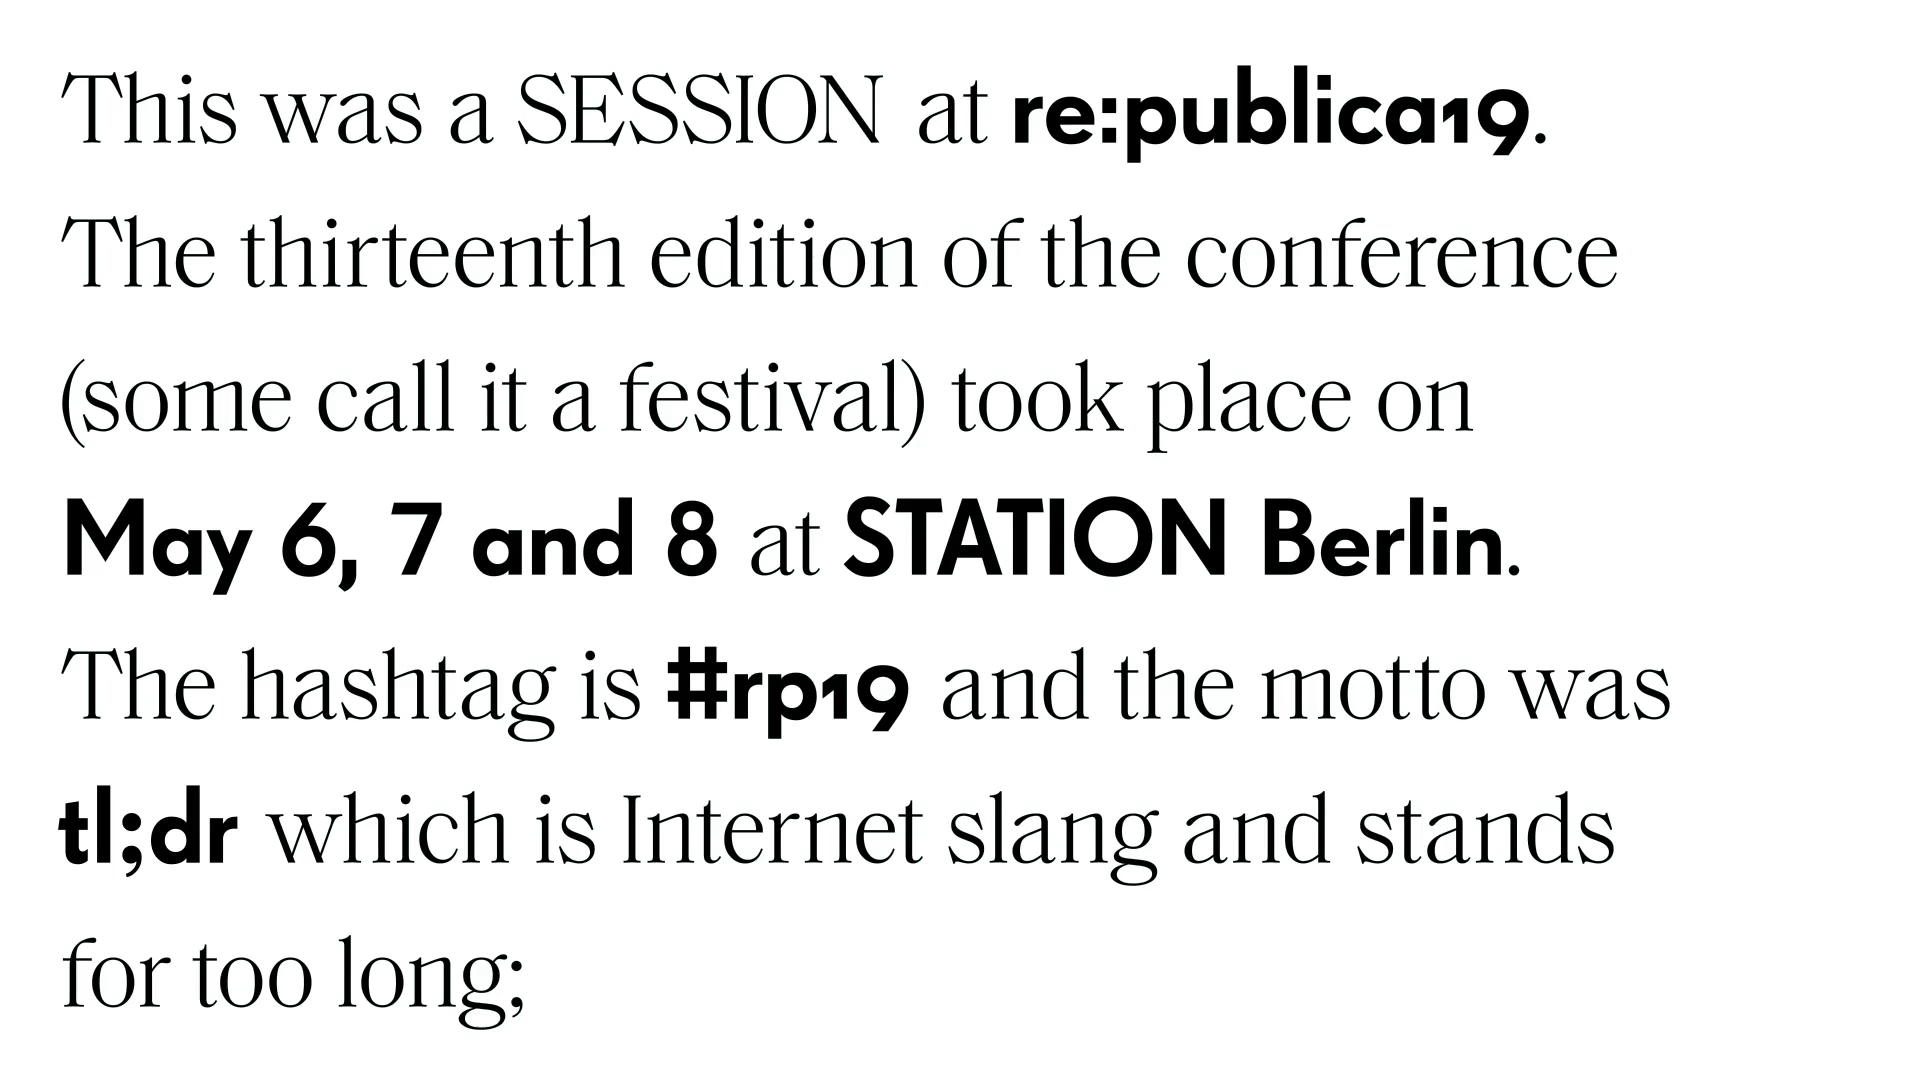 This was a SESSION at re:publica19.
The thirteenth edition of the conference
(some call it a festival) took place on
May 6, 7 and 8 at STATION Berlin.
The hashtag is #rp19 and the motto was
tl;dr which is Internet slang and stands
for too long;